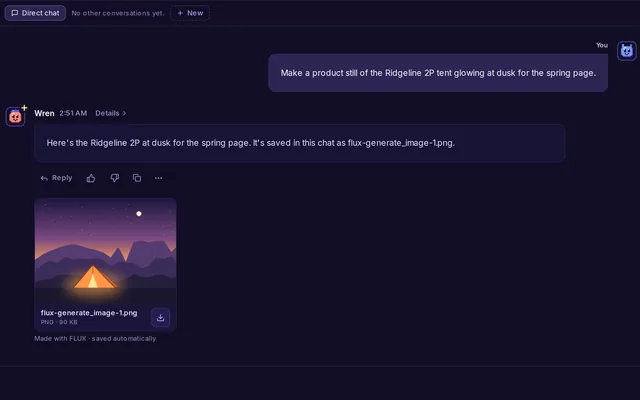 Direct chat
No other conversations yet.
+ New
You
Make a product still of the Ridgeline 2P tent glowing at dusk for the spring page.
Wren 2:51 AM Details
Here's the Ridgeline 2P at dusk for the spring page. It's saved in this chat as flux-generate_image-1.png.
Reply
flux-generate_image-1.png
PNG · 90 KB
Made with FLUX · saved automatically